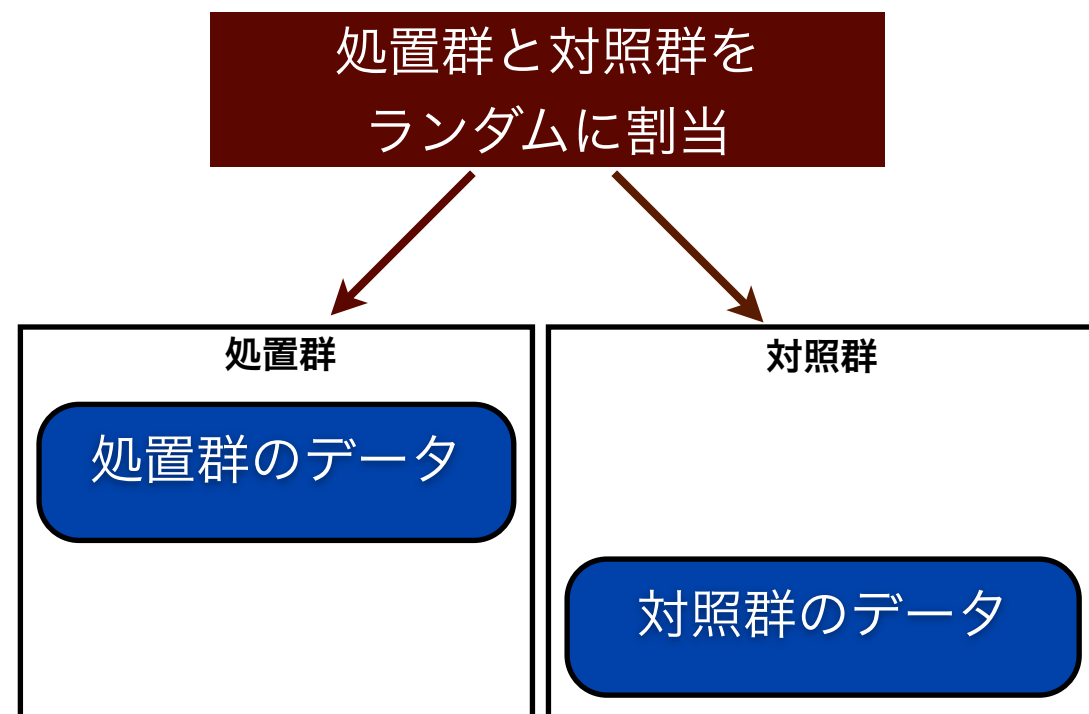 処置群と対照群を
ランダムに割当
処置群
対照群
処置群のデータ
対照群のデータ